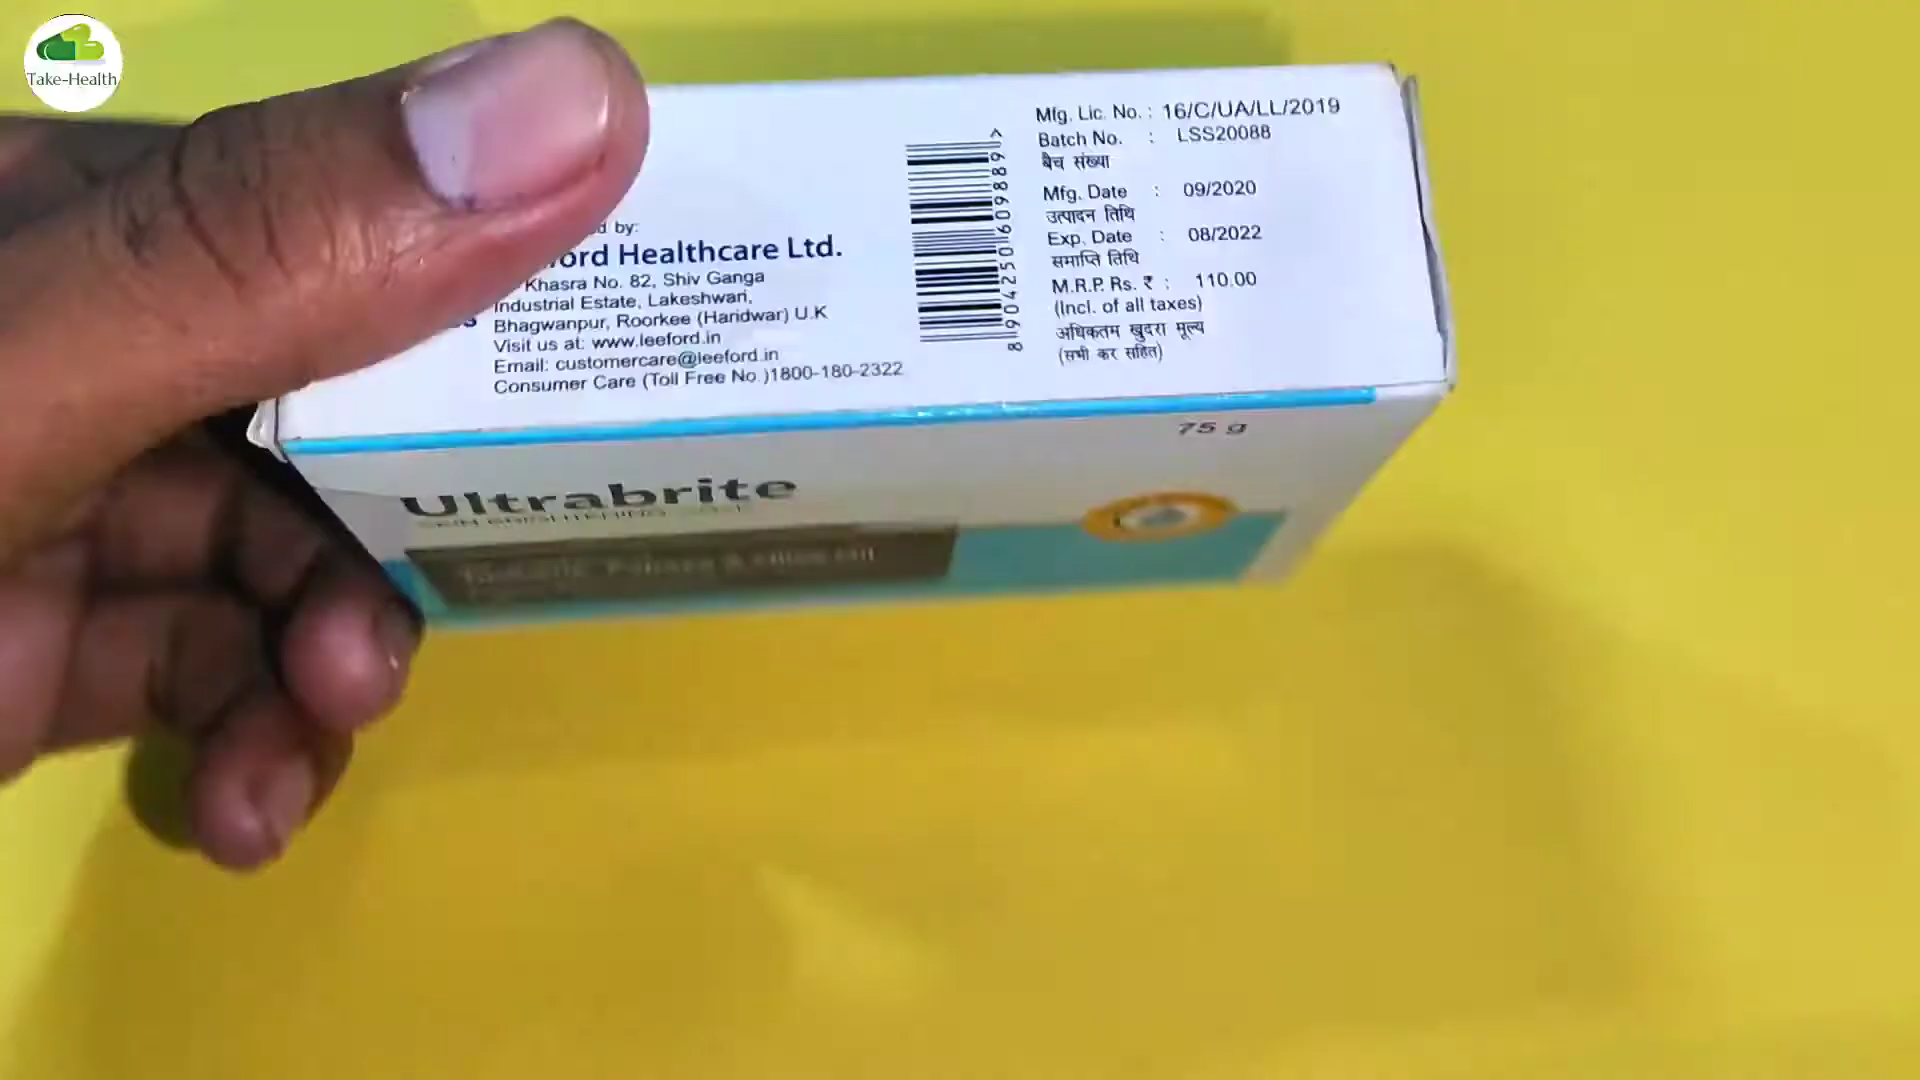 Take-Health
Mfg. Lic. No. : 16/C/UA/LL/2019
Batch No. : LSS20088
बैच संख्या
Mfg. Date : 09/2020
उत्पादन तिथि
Exp. Date : 08/2022
समाप्ति तिथि
M.R.P. Rs. ₹ : 110.00
(Incl. of all taxes)
अधिकतम खुदरा मूल्य
(सभी कर सहित)
8904250609889
by:
Healthcare Ltd.
Khasra No. 82, Shiv Ganga
Industrial Estate, Lakeshwari,
Bhagwanpur, Roorkee (Haridwar) U.K
Visit us at: www.leeford.in
Email: customercare@leeford.in
Consumer Care (Toll Free No.)1800-180-2322
75 g
Ultrabrite
SKIN BRIGHTENING